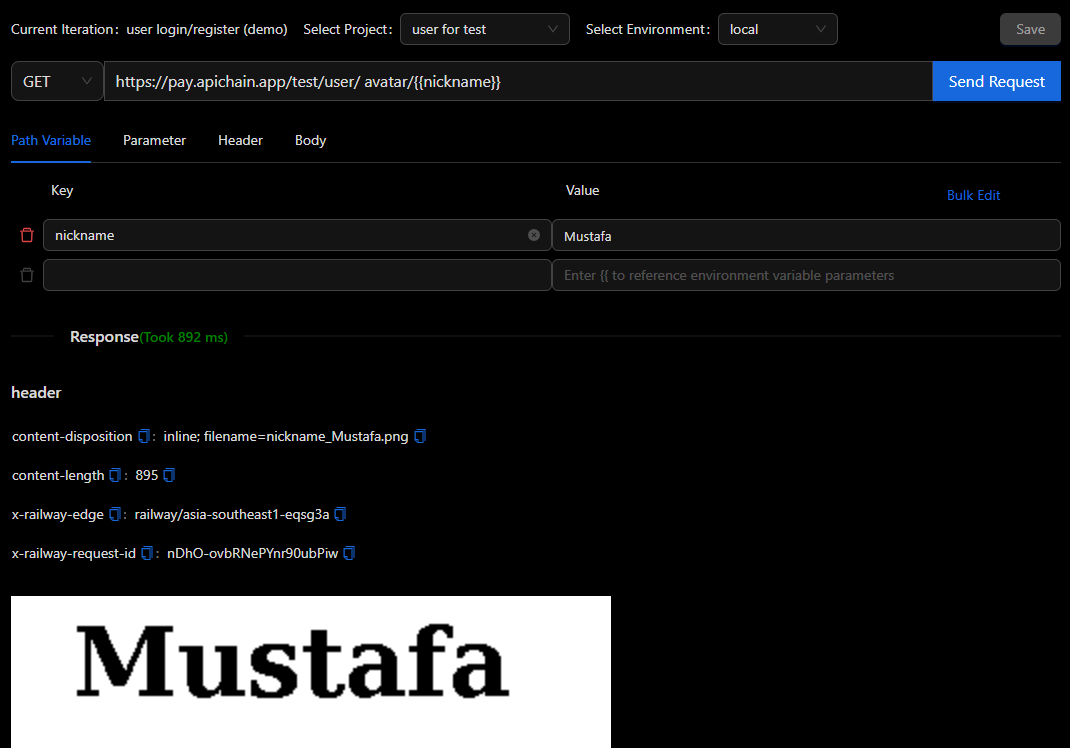 Current Iteration: user login/register (demo) Select Project: user for test Select Environment: local Save
GET https://pay.apichain.app/test/user/ avatar/{{nickname}} Send Request
Path Variable Parameter Header Body
Key Value Bulk Edit
nickname Mustafa
Enter {{ to reference environment variable parameters
Response(Took 892 ms)
header
content-disposition : inline; filename=nickname_Mustafa.png
content-length : 895
x-railway-edge : railway/asia-southeast1-eqsg3a
x-railway-request-id : nDhO-ovbRNePYnr90ubPiw
Mustafa